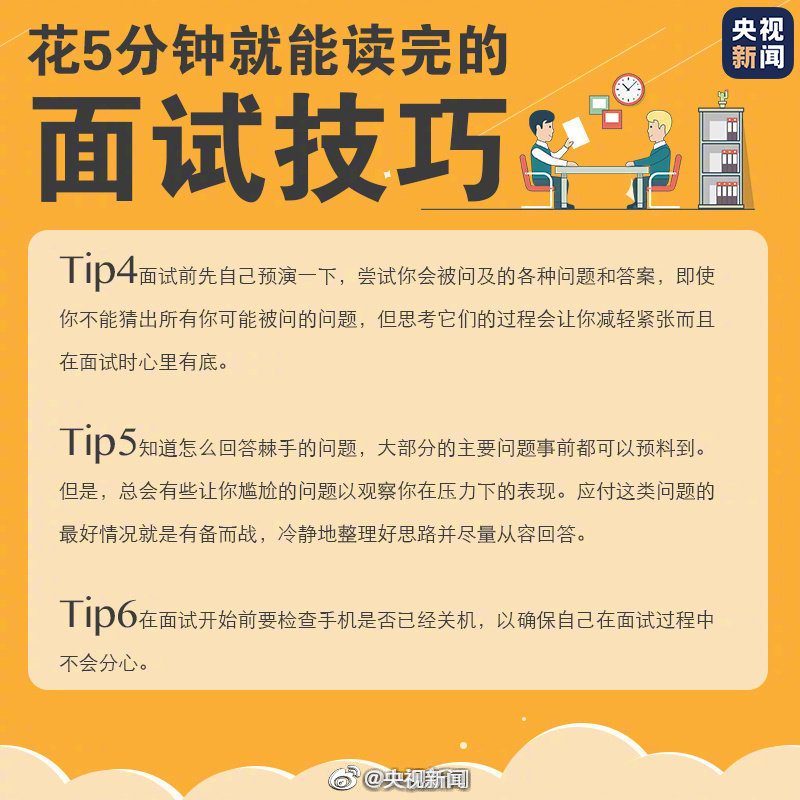 花5分钟就能读完的
央视
新闻
面试技巧
Tip4面试前先自己预演一下，尝试你会被问及的各种问题和答案，即使
你不能猜出所有你可能被问的问题，但思考它们的过程会让你减轻紧张而且
在面试时心里有底。
Tip5知道怎么回答棘手的问题，大部分的主要问题事前都可以预料到。
但是，总会有些让你尴尬的问题以观察你在压力下的表现。应付这类问题的
最好情况就是有备而战，冷静地整理好思路并尽量从容回答。
Tip6在面试开始前要检查手机是否已经关机，以确保自己在面试过程中
不会分心。
@央视新闻